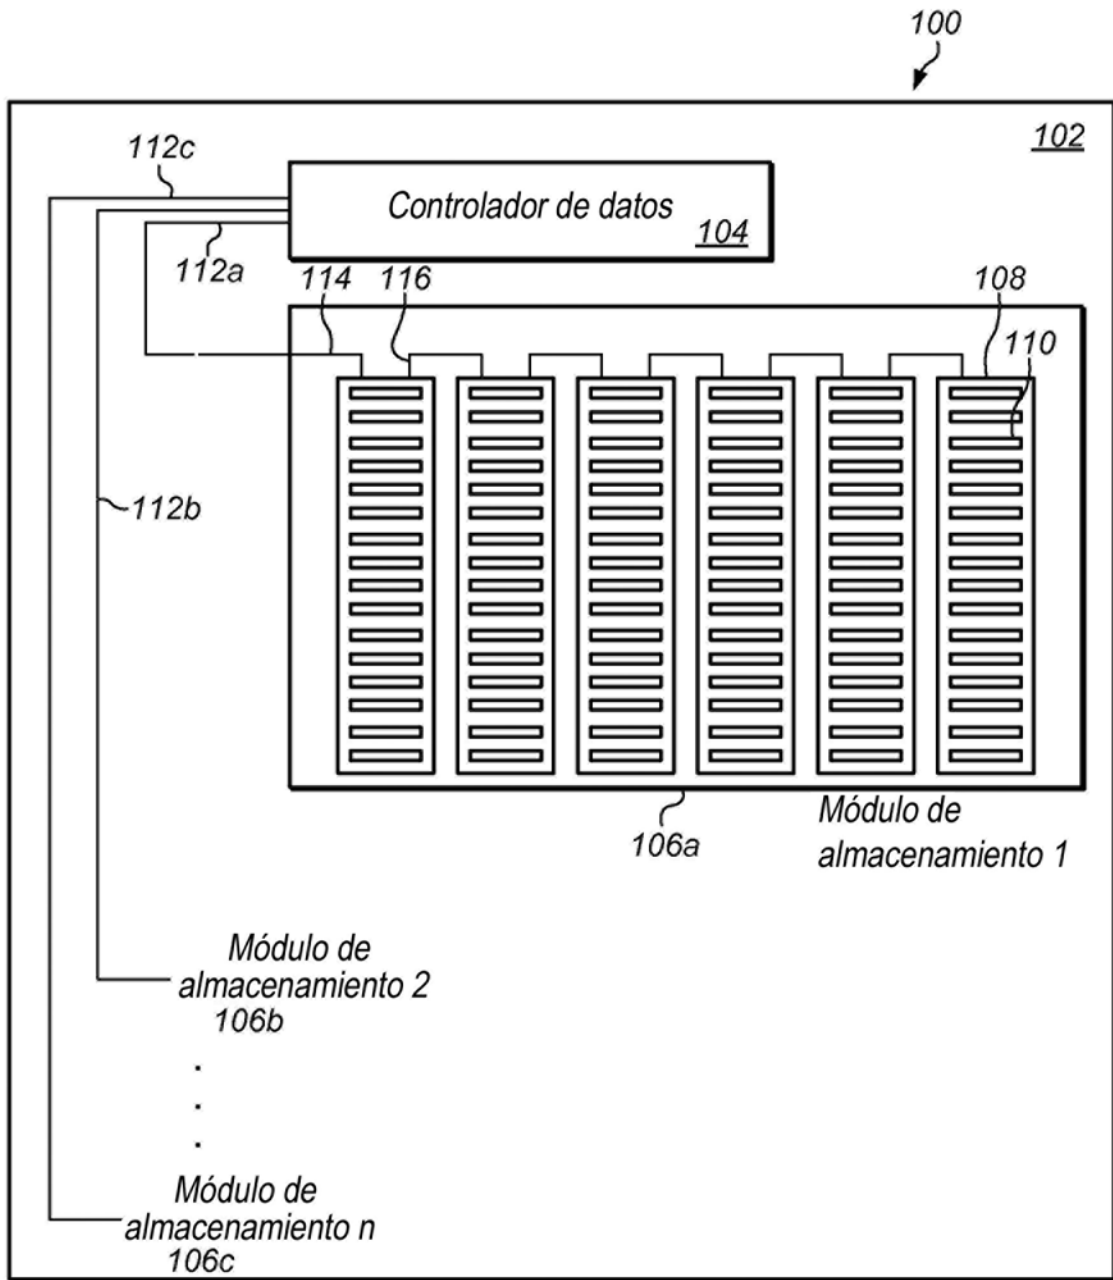 100
102
112c
Controlador de datos
104
112a
114
116
108
110
112b
106a
Módulo de
almacenamiento 1
Módulo de
almacenamiento 2
106b
Módulo de
almacenamiento n
106c